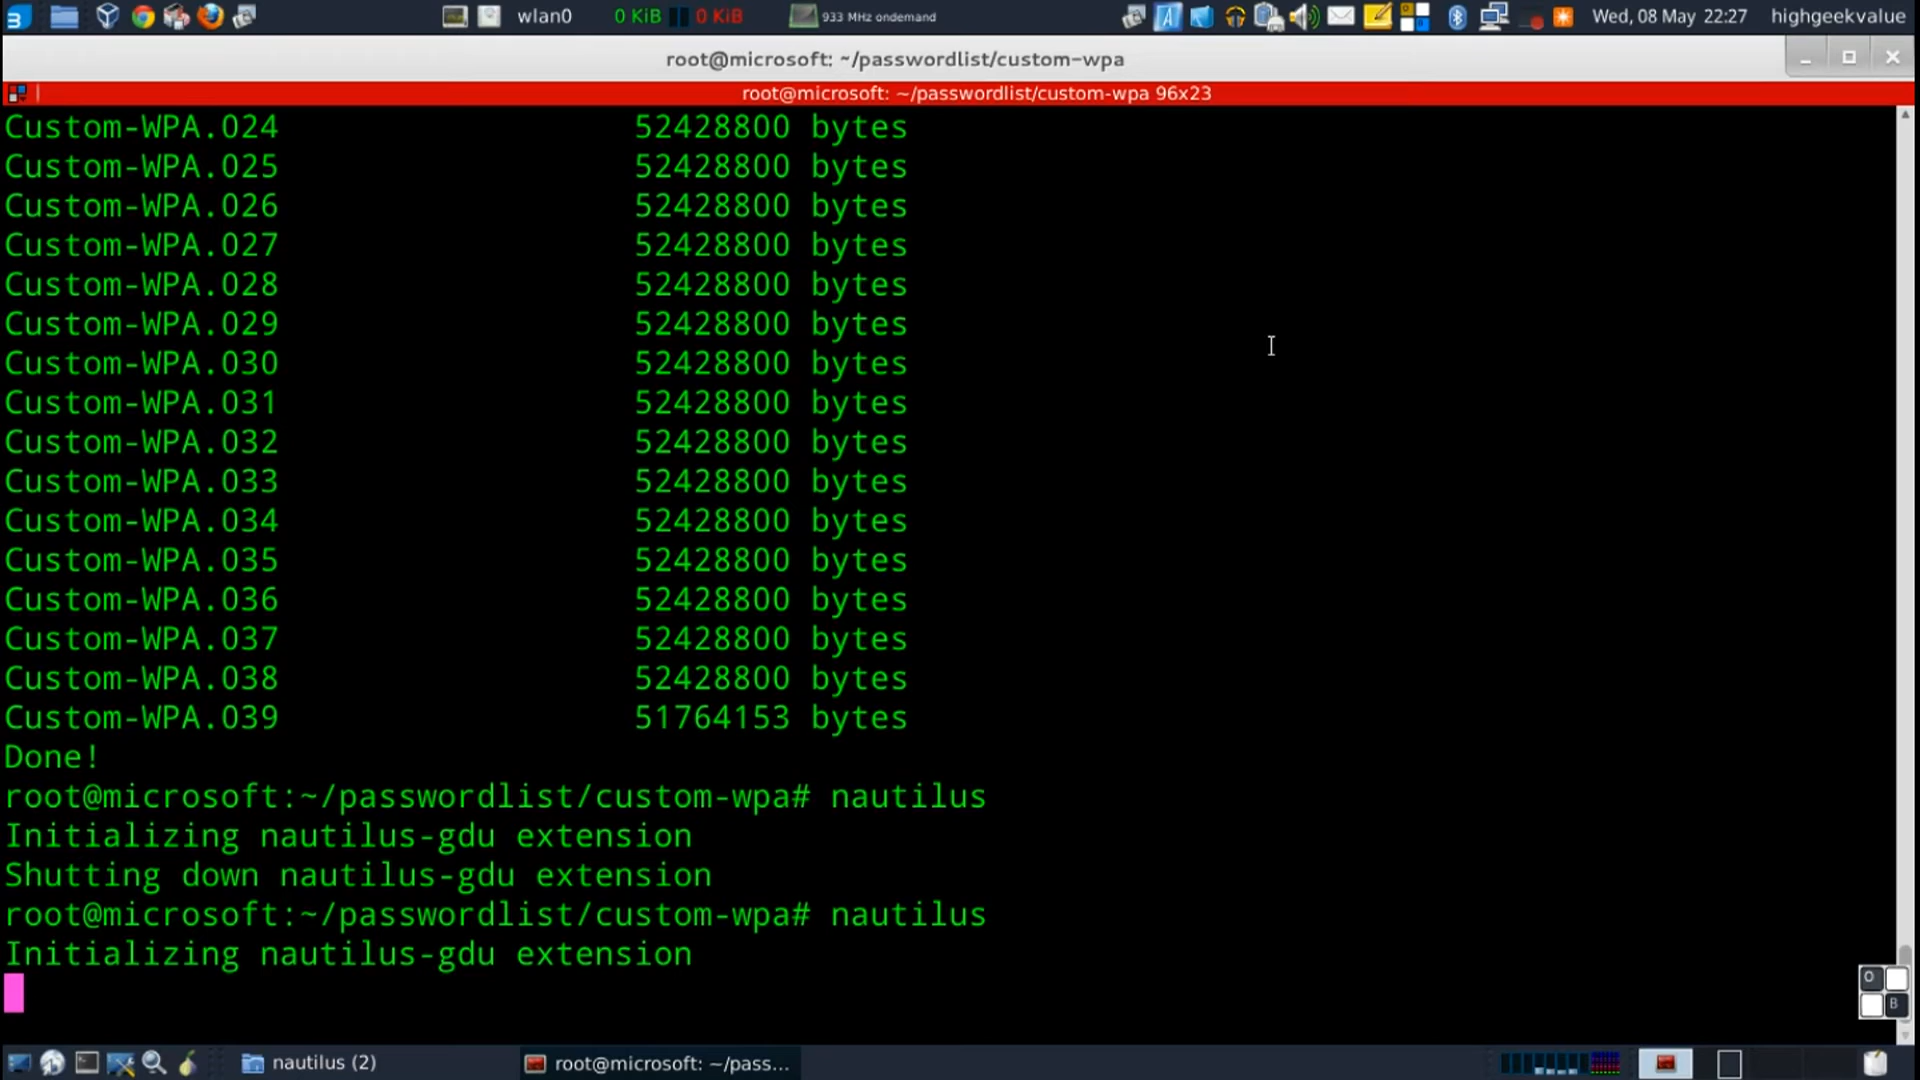 wlan0 0 KiB 0 KiB 933 MHz ondemand Wed, 08 May 22:27 highgeekvalue
root@microsoft: ~/passwordlist/custom-wpa
root@microsoft: ~/passwordlist/custom-wpa 96x23
Custom-WPA.024 52428800 bytes
Custom-WPA.025 52428800 bytes
Custom-WPA.026 52428800 bytes
Custom-WPA.027 52428800 bytes
Custom-WPA.028 52428800 bytes
Custom-WPA.029 52428800 bytes
Custom-WPA.030 52428800 bytes
Custom-WPA.031 52428800 bytes
Custom-WPA.032 52428800 bytes
Custom-WPA.033 52428800 bytes
Custom-WPA.034 52428800 bytes
Custom-WPA.035 52428800 bytes
Custom-WPA.036 52428800 bytes
Custom-WPA.037 52428800 bytes
Custom-WPA.038 52428800 bytes
Custom-WPA.039 51764153 bytes
Done!
root@microsoft:~/passwordlist/custom-wpa# nautilus
Initializing nautilus-gdu extension
Shutting down nautilus-gdu extension
root@microsoft:~/passwordlist/custom-wpa# nautilus
Initializing nautilus-gdu extension
O
B
nautilus (2) root@microsoft: ~/pass...